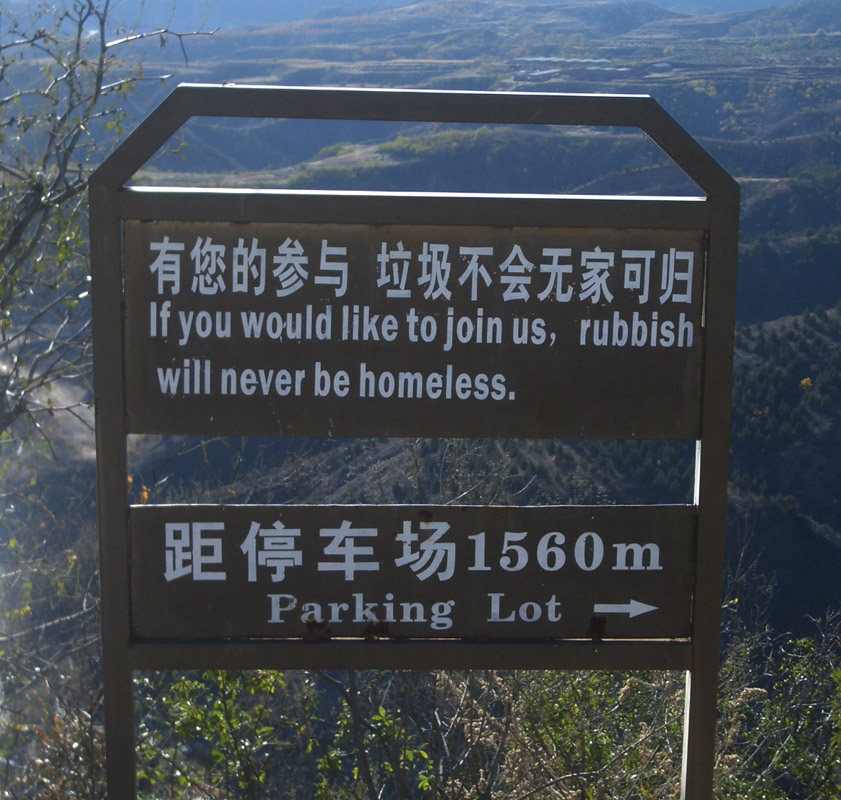 有您的参与 垃圾不会无家可归
If you would like to join us, rubbish
will never be homeless.
距停车场1560m
Parking Lot →